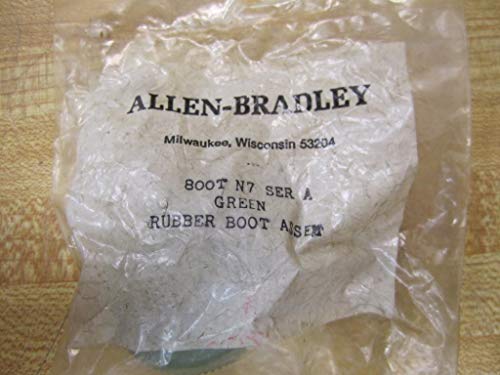 ALLEN-BRADLEY
Milwaukee, Wisconsin 53204
800T N7 SER A
GREEN
RUBBER BOOT ASSEM